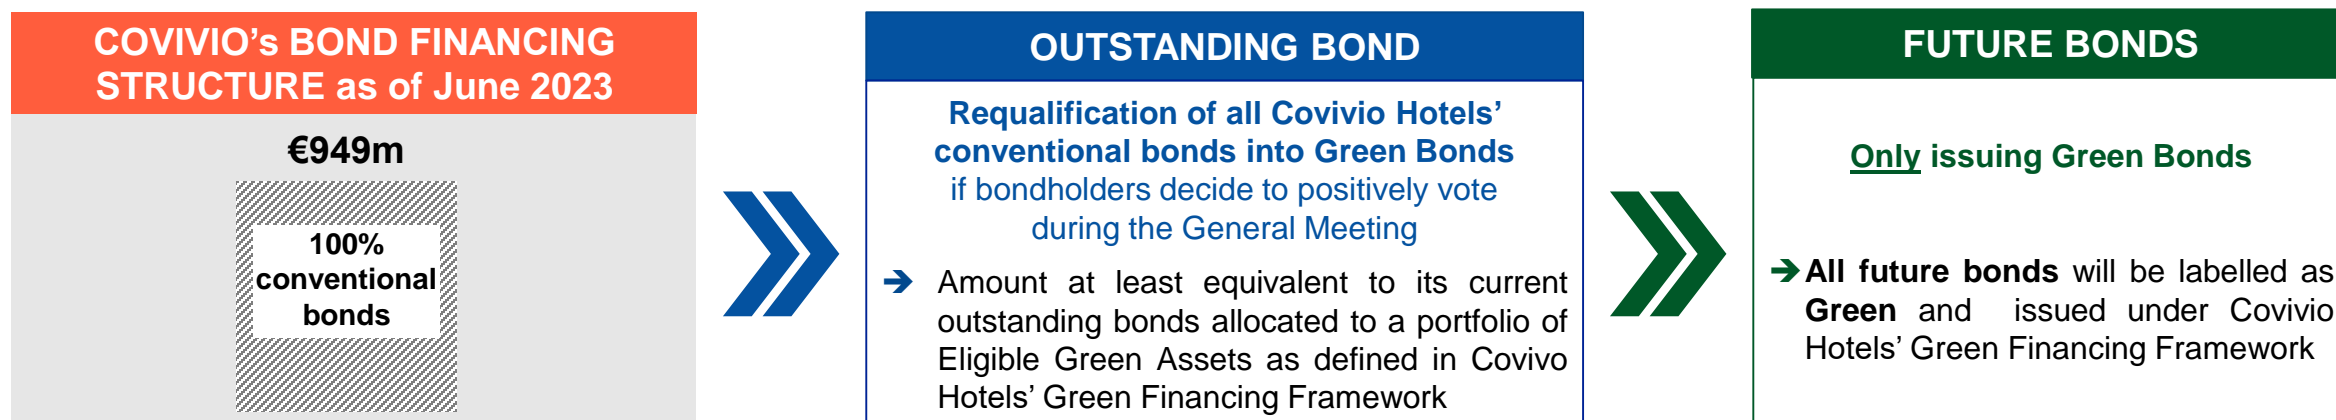 COVIVIO's BOND FINANCING
STRUCTURE as of June 2023
€949m
100%
conventional
bonds
OUTSTANDING BOND
Requalification of all Covivio Hotels'
conventional bonds into Green Bonds
if bondholders decide to positively vote
during the General Meeting
➔ Amount at least equivalent to its current
outstanding bonds allocated to a portfolio of
Eligible Green Assets as defined in Covivo
Hotels' Green Financing Framework
FUTURE BONDS
Only issuing Green Bonds
➔ All future bonds will be labelled as
Green and issued under Covivio
Hotels' Green Financing Framework